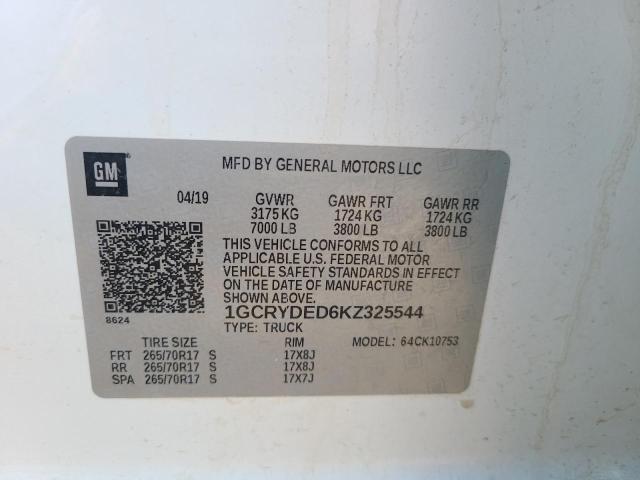 GM
MFD BY GENERAL MOTORS LLC
04/19 GVWR GAWR FRT GAWR RR
3175 KG 1724 KG 1724 KG
7000 LB 3800 LB 3800 LB
THIS VEHICLE CONFORMS TO ALL
APPLICABLE U.S. FEDERAL MOTOR
VEHICLE SAFETY STANDARDS IN EFFECT
ON THE DATE OF MANUFACTURE
SHOWN ABOVE.
8624
1GCRYDED6KZ325544
TYPE: TRUCK MODEL: 64CK10753
TIRE SIZE RIM
FRT 265/70R17 S 17X8J
RR 265/70R17 S 17X8J
SPA 265/70R17 S 17X7J